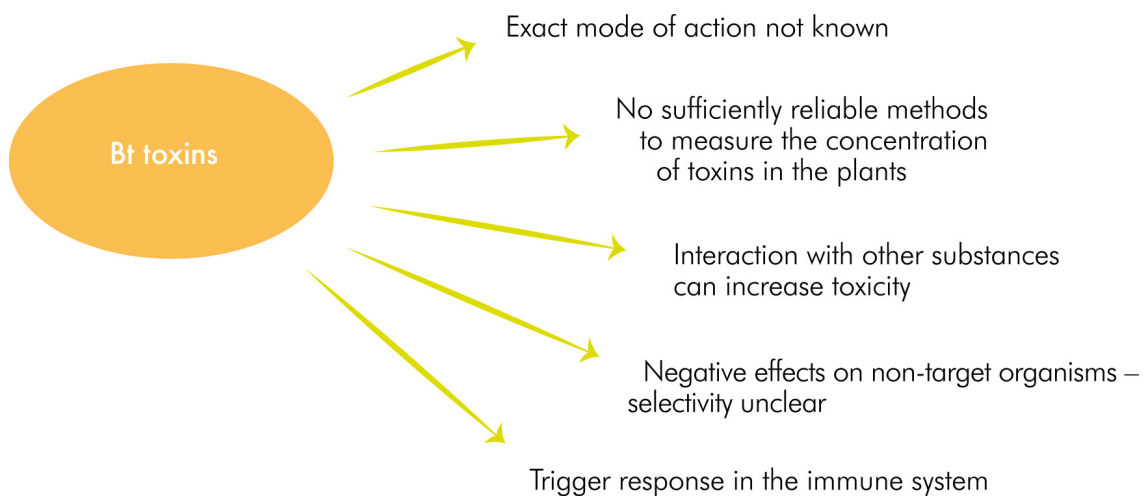 Exact mode of action not known
No sufficiently reliable methods
to measure the concentration
of toxins in the plants
Bt toxins
Interaction with other substances
can increase toxicity
Negative effects on non-target organisms –
selectivity unclear
Trigger response in the immune system